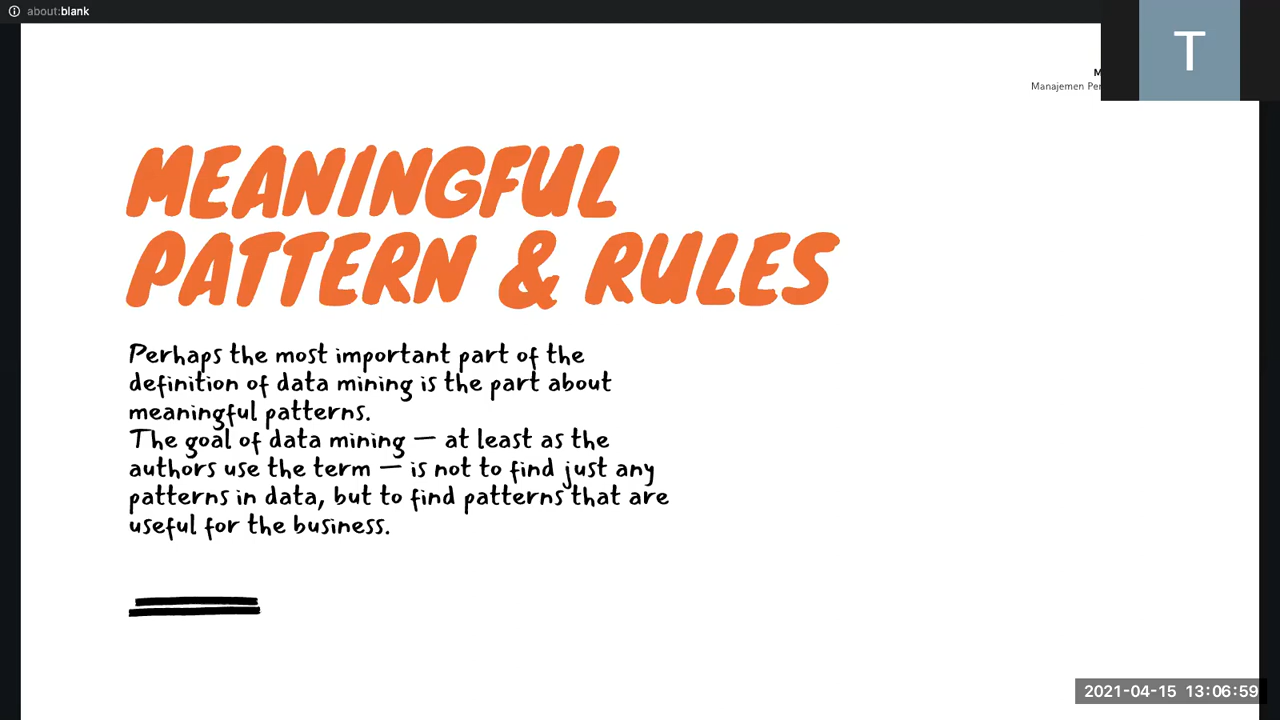 about:blank
T
Manajemen
MEANINGFUL
PATTERN & RULES
Perhaps the most important part of the
definition of data mining is the part about
meaningful patterns.
The goal of data mining — at least as the
authors use the term — is not to find just any
patterns in data, but to find patterns that are
useful for the business.
2021-04-15 13:06:59